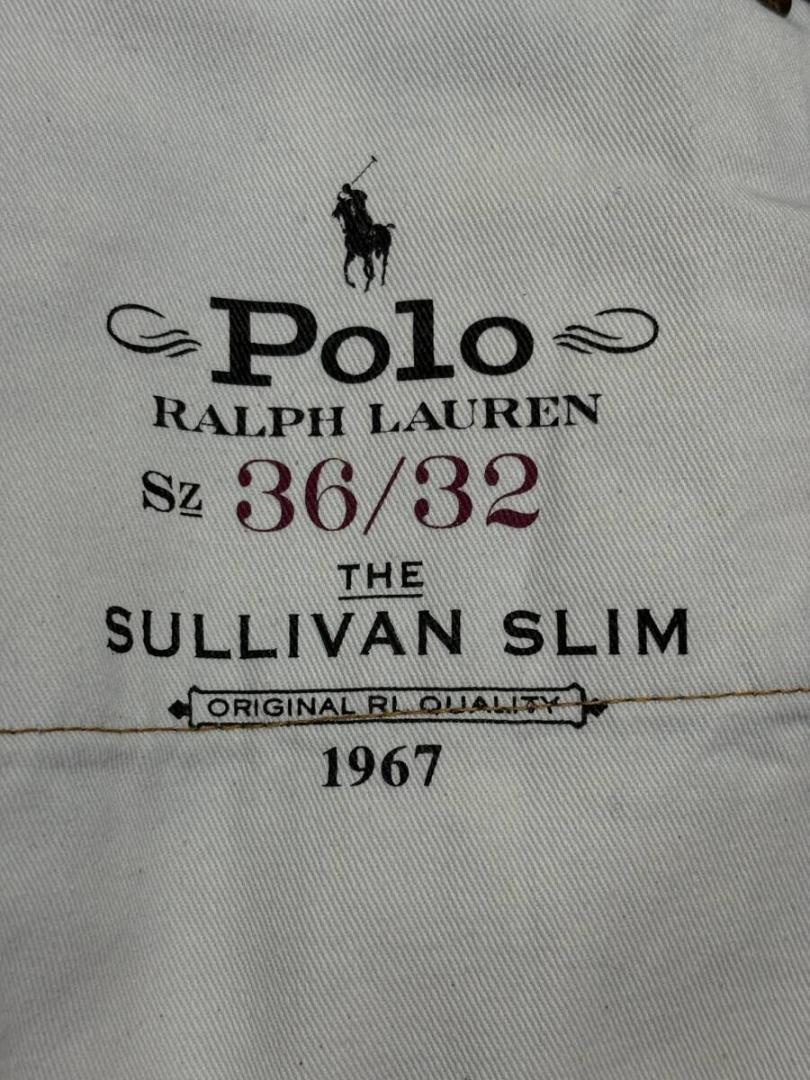 Polo
RALPH LAUREN
Sz 36/32
THE
SULLIVAN SLIM
ORIGINAL RL QUALITY
1967